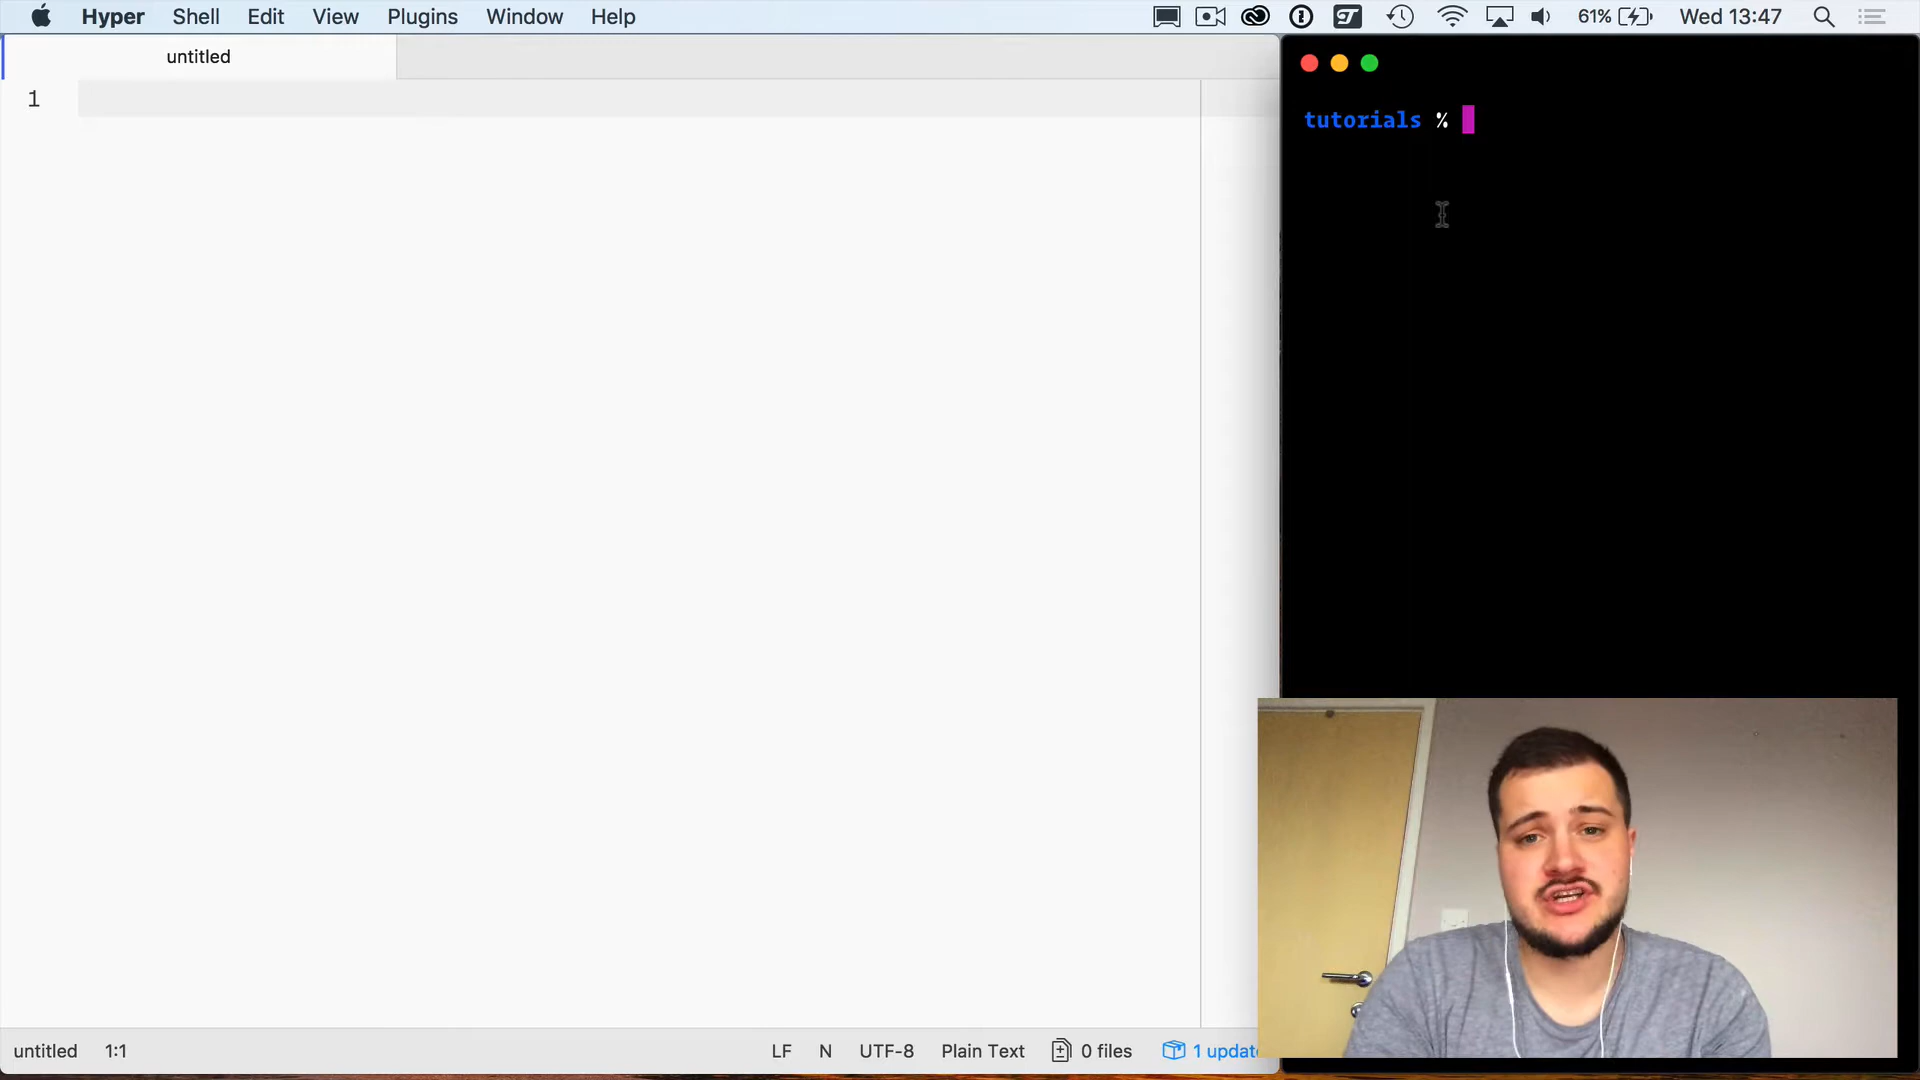 Hyper Shell Edit View Plugins Window Help 61% Wed 13:47
untitled
1
tutorials %
untitled 1:1 LF N UTF-8 Plain Text 0 files 1 update